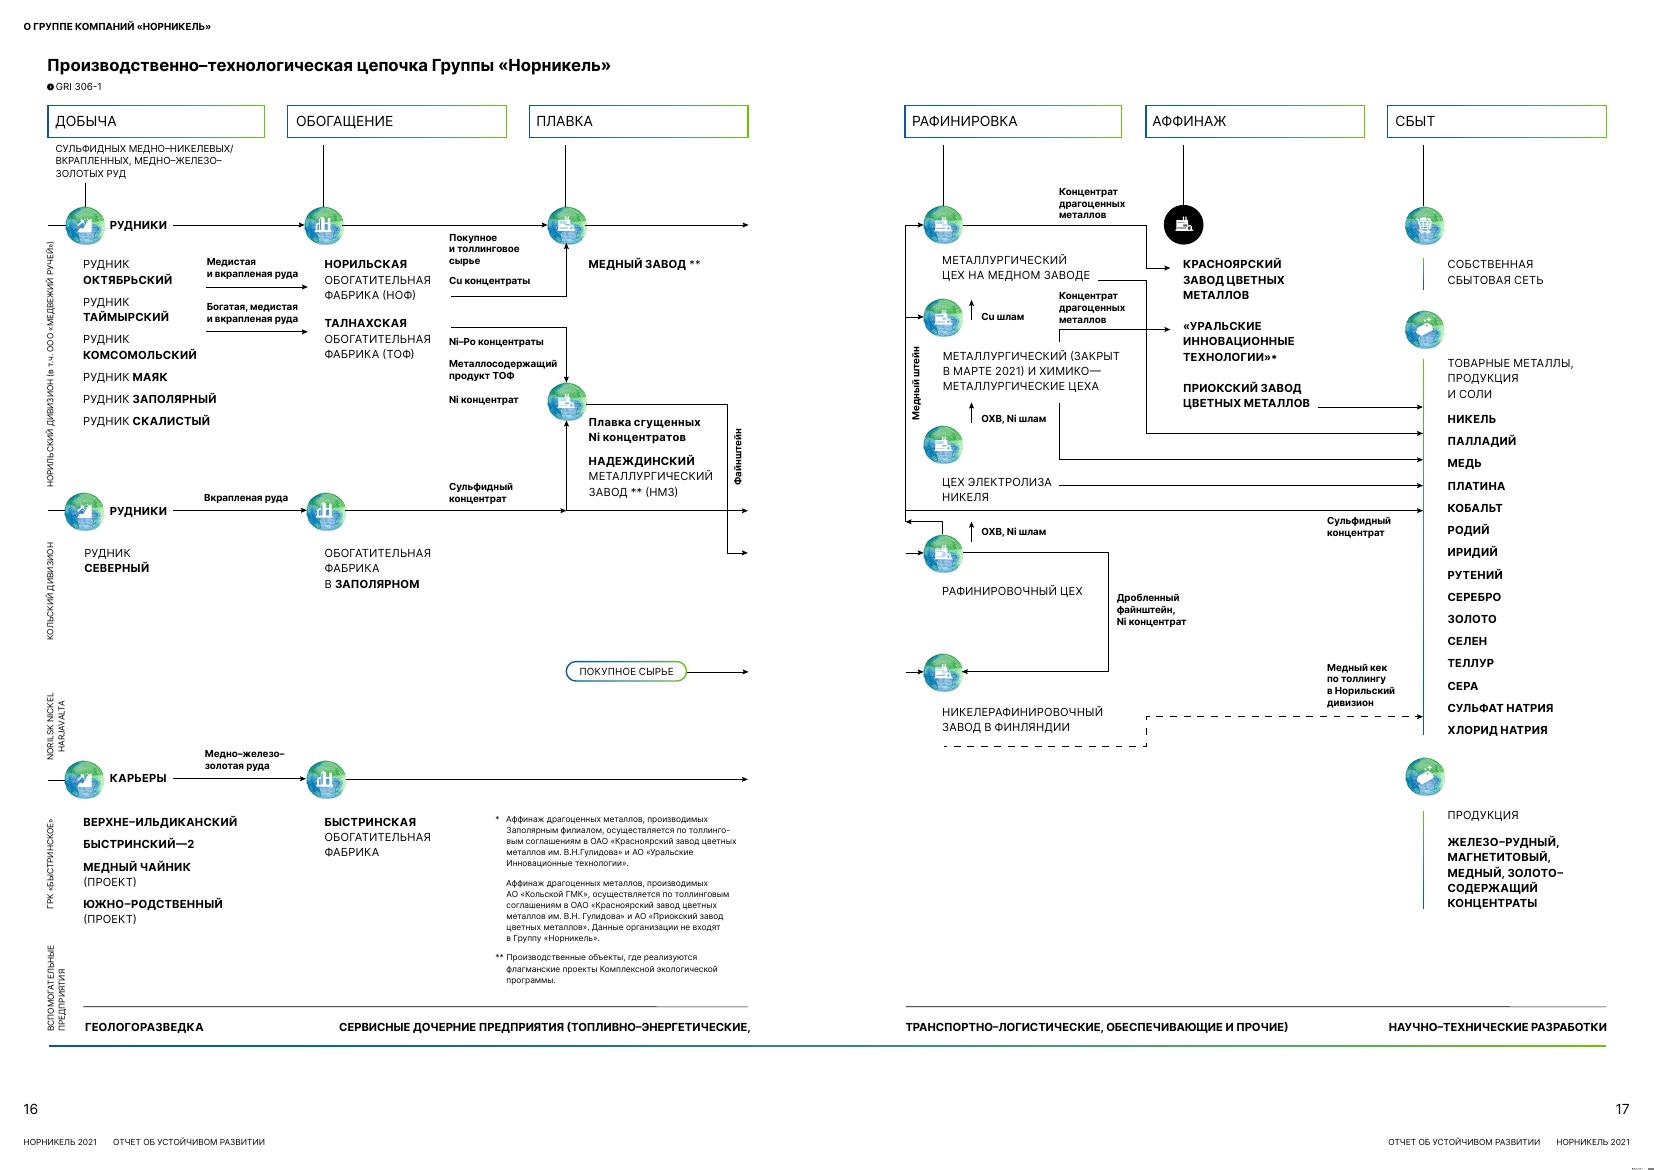 О ГРУППЕ КОМПАНИЙ «НОРНИКЕЛЬ»
Производственно–технологическая цепочка Группы «Норникель»
GRI 306-1
ДОБЫЧА
ОБОГАЩЕНИЕ
ПЛАВКА
РАФИНИРОВКА
АФФИНАЖ
СБЫТ
СУЛЬФИДНЫХ МЕДНО–НИКЕЛЕВЫХ/
ВКРАПЛЕННЫХ, МЕДНО–ЖЕЛЕЗО–
ЗОЛОТЫХ РУД
НОРИЛЬСКИЙ ДИВИЗИОН (в т.ч. ООО «МЕДВЕЖИЙ РУЧЕЙ»)
РУДНИКИ
РУДНИК
ОКТЯБРЬСКИЙ
РУДНИК
ТАЙМЫРСКИЙ
РУДНИК
КОМСОМОЛЬСКИЙ
РУДНИК МАЯК
РУДНИК ЗАПОЛЯРНЫЙ
РУДНИК СКАЛИСТЫЙ
Медистая
и вкрапленая руда
Богатая, медистая
и вкрапленая руда
НОРИЛЬСКАЯ
ОБОГАТИТЕЛЬНАЯ
ФАБРИКА (НОФ)
ТАЛНАХСКАЯ
ОБОГАТИТЕЛЬНАЯ
ФАБРИКА (ТОФ)
Покупное
и толлинговое
сырье
Cu концентраты
Ni–Po концентраты
Металлосодержащий
продукт ТОФ
Ni концентрат
МЕДНЫЙ ЗАВОД **
Плавка сгущенных
Ni концентратов
НАДЕЖДИНСКИЙ
МЕТАЛЛУРГИЧЕСКИЙ
ЗАВОД ** (НМЗ)
Файнштейн
КОЛЬСКИЙ ДИВИЗИОН
РУДНИКИ
Вкрапленая руда
Сульфидный
концентрат
РУДНИК
СЕВЕРНЫЙ
ОБОГАТИТЕЛЬНАЯ
ФАБРИКА
В ЗАПОЛЯРНОМ
NORILSK NICKEL
HARJAVALTA
ПОКУПНОЕ СЫРЬЕ
ГРК «БЫСТРИНСКОЕ»
КАРЬЕРЫ
Медно–железо–
золотая руда
ВЕРХНЕ–ИЛЬДИКАНСКИЙ
БЫСТРИНСКИЙ—2
МЕДНЫЙ ЧАЙНИК
(ПРОЕКТ)
ЮЖНО–РОДСТВЕННЫЙ
(ПРОЕКТ)
БЫСТРИНСКАЯ
ОБОГАТИТЕЛЬНАЯ
ФАБРИКА
* Аффинаж драгоценных металлов, производимых
Заполярным филиалом, осуществляется по толлинго-
вым соглашениям в ОАО «Красноярский завод цветных
металлов им. В.Н.Гулидова» и АО «Уральские
Инновационные технологии».
Аффинаж драгоценных металлов, производимых
АО «Кольской ГМК», осуществляется по толлинговым
соглашениям в ОАО «Красноярский завод цветных
металлов им. В.Н. Гулидова» и АО «Приокский завод
цветных металлов». Данные организации не входят
в Группу «Норникель».
** Производственные объекты, где реализуются
флагманские проекты Комплексной экологической
программы.
Медный штейн
МЕТАЛЛУРГИЧЕСКИЙ
ЦЕХ НА МЕДНОМ ЗАВОДЕ
Концентрат
драгоценных
металлов
Cu шлам
Концентрат
драгоценных
металлов
МЕТАЛЛУРГИЧЕСКИЙ (ЗАКРЫТ
В МАРТЕ 2021) И ХИМИКО—
МЕТАЛЛУРГИЧЕСКИЕ ЦЕХА
ОХВ, Ni шлам
ЦЕХ ЭЛЕКТРОЛИЗА
НИКЕЛЯ
ОХВ, Ni шлам
РАФИНИРОВОЧНЫЙ ЦЕХ
Дробленный
файнштейн,
Ni концентрат
НИКЕЛЕРАФИНИРОВОЧНЫЙ
ЗАВОД В ФИНЛЯНДИИ
КРАСНОЯРСКИЙ
ЗАВОД ЦВЕТНЫХ
МЕТАЛЛОВ
«УРАЛЬСКИЕ
ИННОВАЦИОННЫЕ
ТЕХНОЛОГИИ»*
ПРИОКСКИЙ ЗАВОД
ЦВЕТНЫХ МЕТАЛЛОВ
Сульфидный
концентрат
Медный кек
по толлингу
в Норильский
дивизион
СОБСТВЕННАЯ
СБЫТОВАЯ СЕТЬ
ТОВАРНЫЕ МЕТАЛЛЫ,
ПРОДУКЦИЯ
И СОЛИ
НИКЕЛЬ
ПАЛЛАДИЙ
МЕДЬ
ПЛАТИНА
КОБАЛЬТ
РОДИЙ
ИРИДИЙ
РУТЕНИЙ
СЕРЕБРО
ЗОЛОТО
СЕЛЕН
ТЕЛЛУР
СЕРА
СУЛЬФАТ НАТРИЯ
ХЛОРИД НАТРИЯ
ПРОДУКЦИЯ
ЖЕЛЕЗО–РУДНЫЙ,
МАГНЕТИТОВЫЙ,
МЕДНЫЙ, ЗОЛОТО–
СОДЕРЖАЩИЙ
КОНЦЕНТРАТЫ
ВСПОМОГАТЕЛЬНЫЕ
ПРЕДПРИЯТИЯ
ГЕОЛОГОРАЗВЕДКА
СЕРВИСНЫЕ ДОЧЕРНИЕ ПРЕДПРИЯТИЯ (ТОПЛИВНО–ЭНЕРГЕТИЧЕСКИЕ,
ТРАНСПОРТНО–ЛОГИСТИЧЕСКИЕ, ОБЕСПЕЧИВАЮЩИЕ И ПРОЧИЕ)
НАУЧНО–ТЕХНИЧЕСКИЕ РАЗРАБОТКИ
16
17
НОРНИКЕЛЬ 2021
ОТЧЕТ ОБ УСТОЙЧИВОМ РАЗВИТИИ
ОТЧЕТ ОБ УСТОЙЧИВОМ РАЗВИТИИ
НОРНИКЕЛЬ 2021